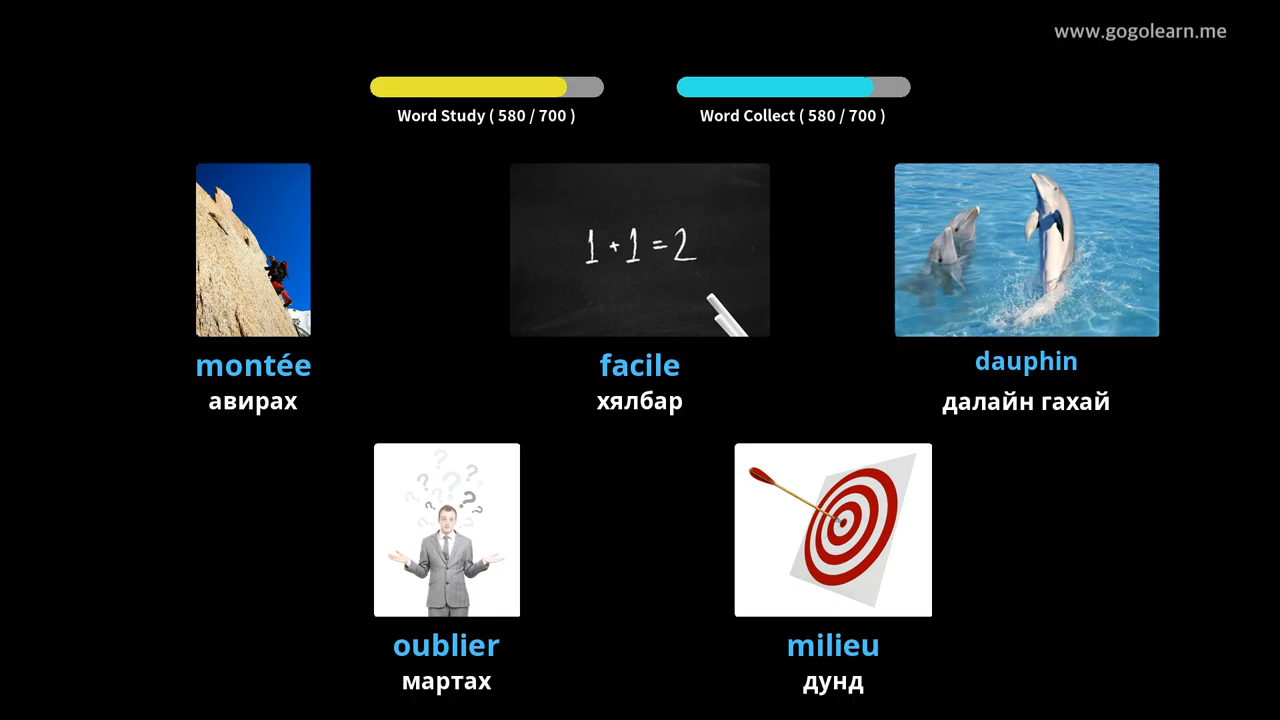 www.gogolearn.me
Word Study ( 580 / 700 )
Word Collect ( 580 / 700 )
1 + 1 = 2
montée
авирах
facile
хялбар
dauphin
далайн гахай
oublier
мартах
milieu
дунд